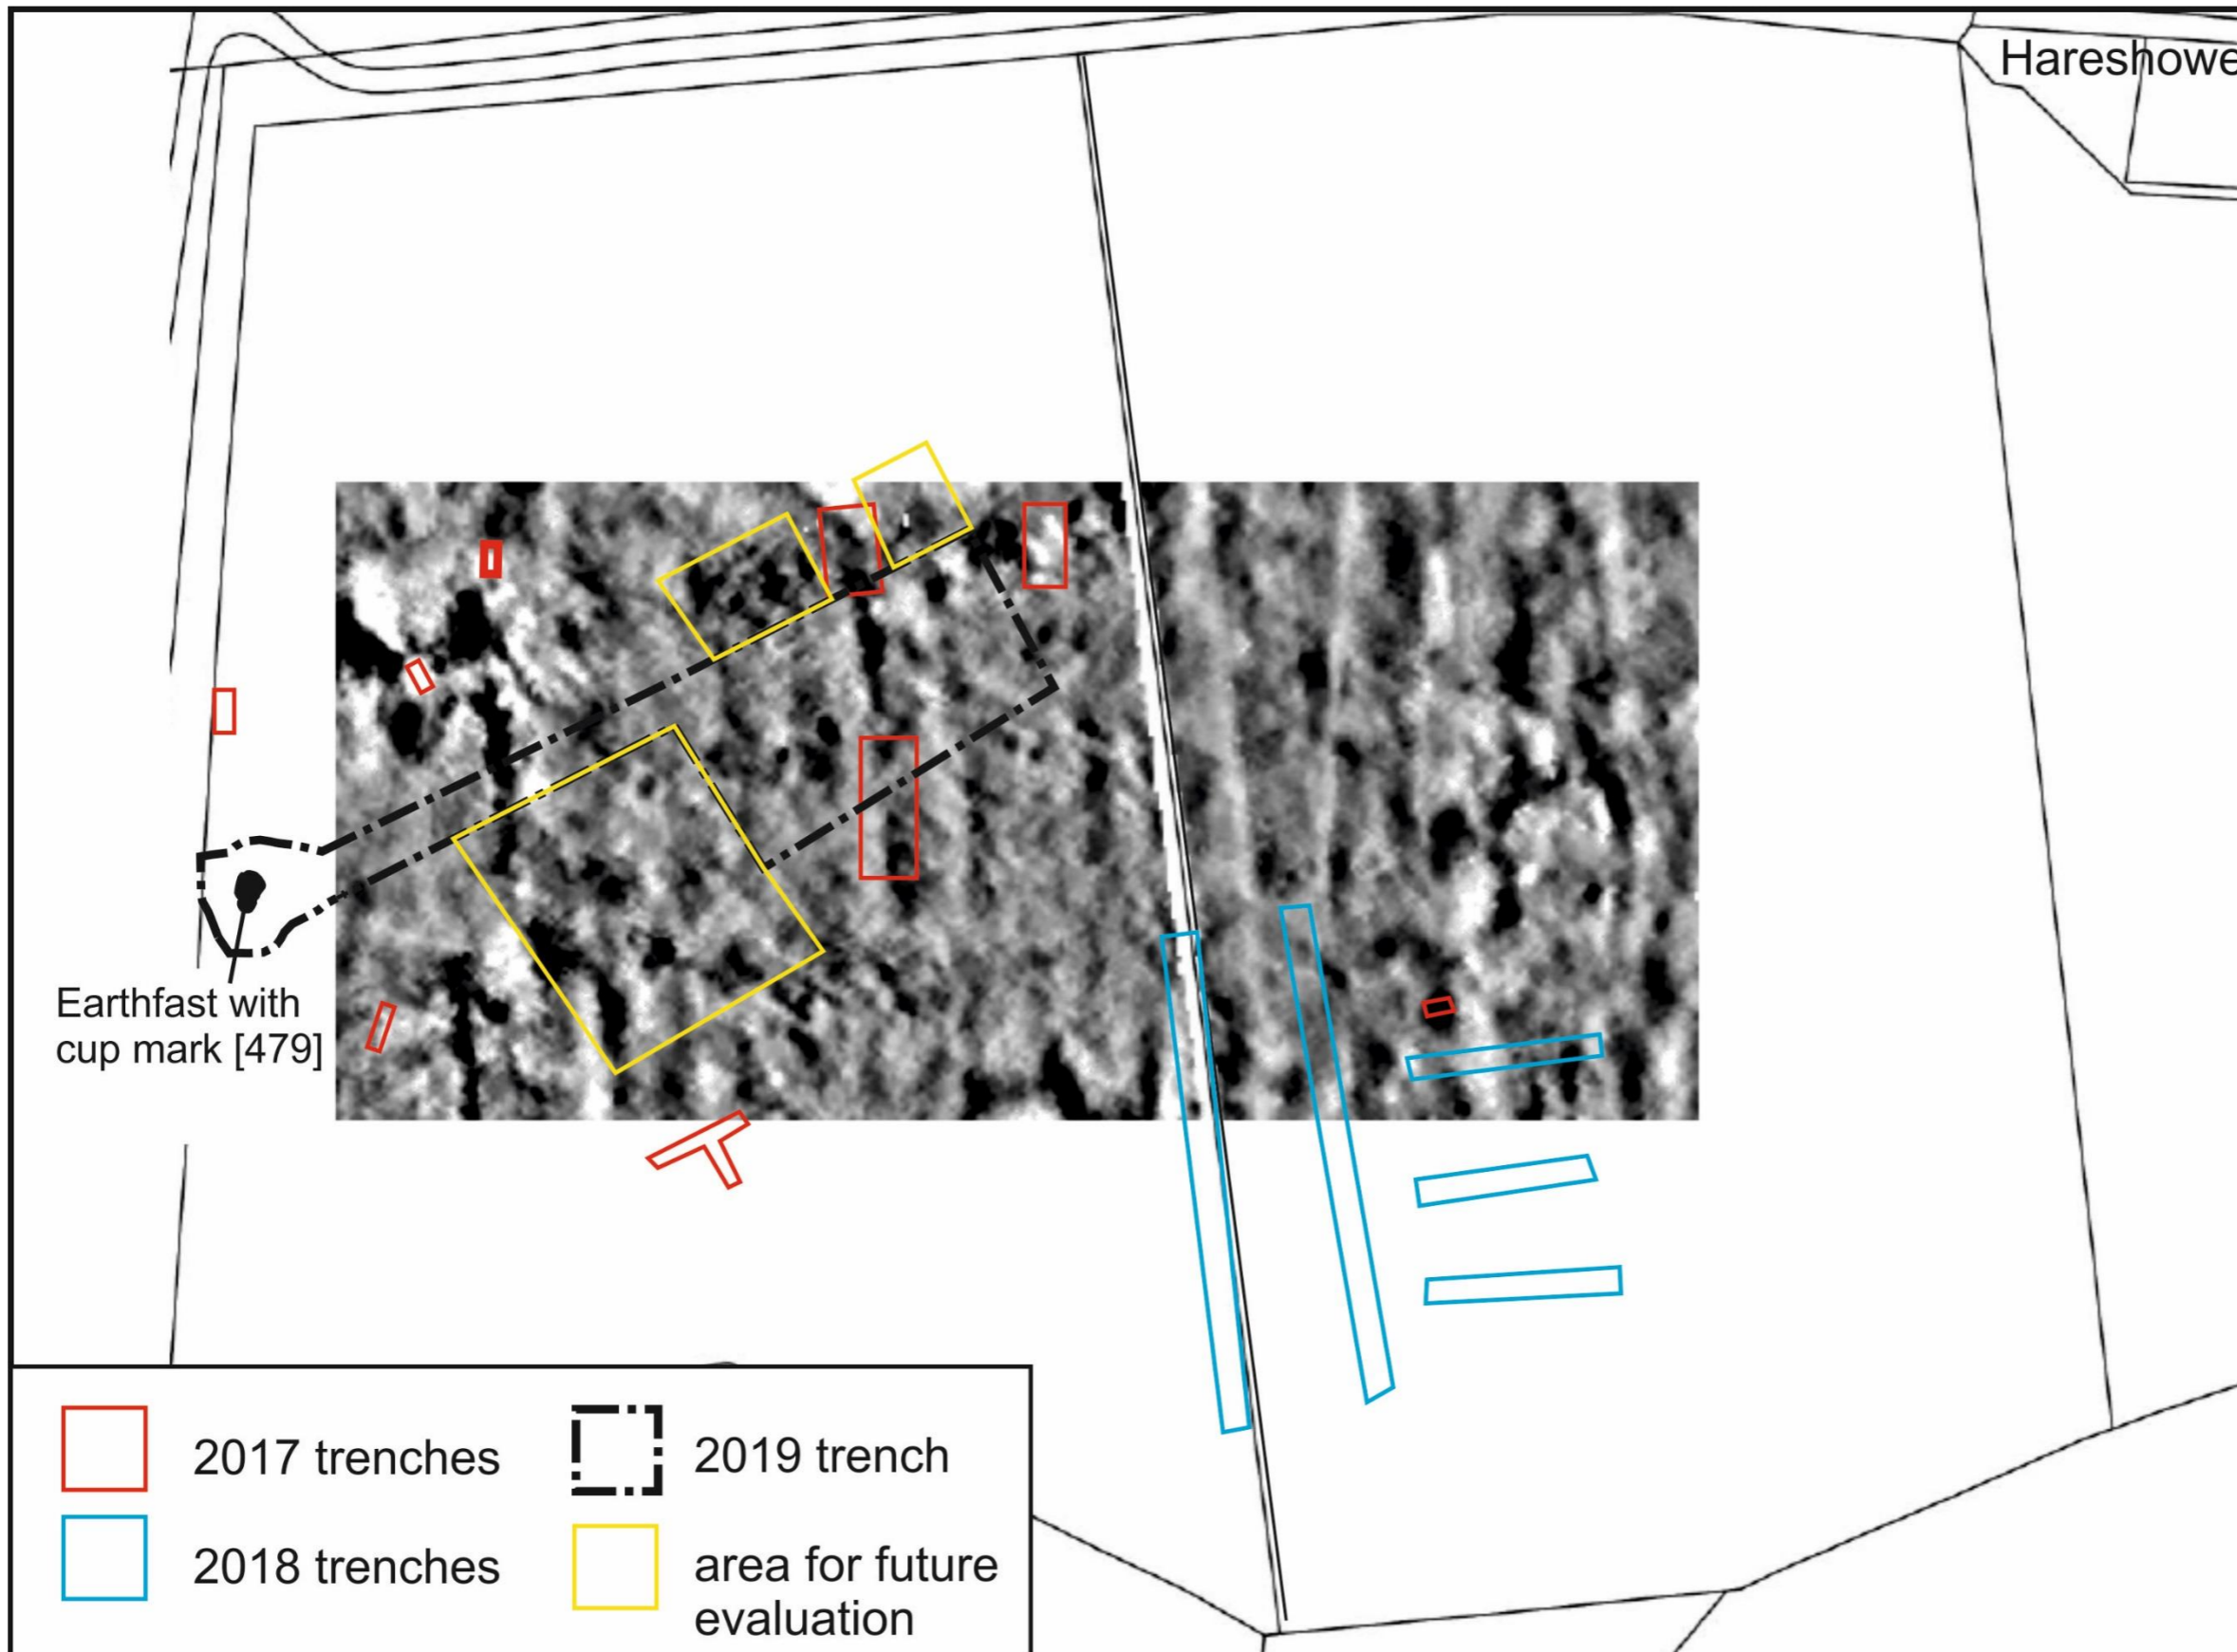 Hareshowe
Earthfast with
cup mark [479]
2017 trenches
2019 trench
2018 trenches
area for future
evaluation